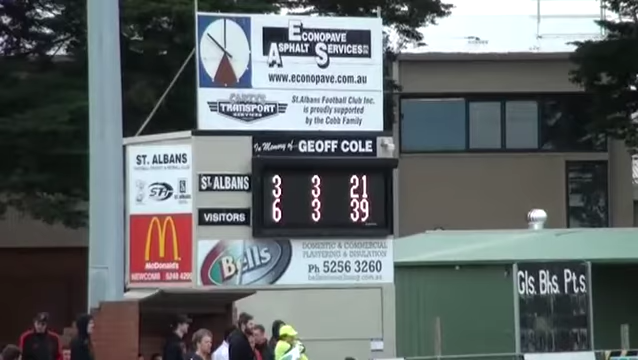 ECONOPAVE
ASPHALT SERVICES
www.econopave.com.au
TRANSPORT
SERVICES
St.Albans Football Club Inc.
is proudly supported
by the Cobb Family
In Memory of GEOFF COLE
ST. ALBANS
ST. ALBANS 3 3 21
VISITORS 6 3 39
McDonald's
NEWCOMB
Bells
DOMESTIC & COMMERCIAL
PLASTERING & INSULATION
Ph 5256 3260
Gls. Bhs. Pts.